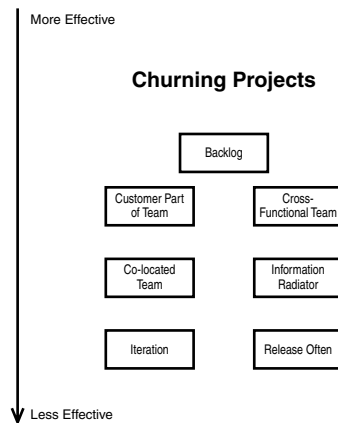 More Effective
Churning Projects
Backlog
Customer Part
of Team
Cross-
Functional Team
Co-located
Team
Information
Radiator
Iteration
Release Often
Less Effective